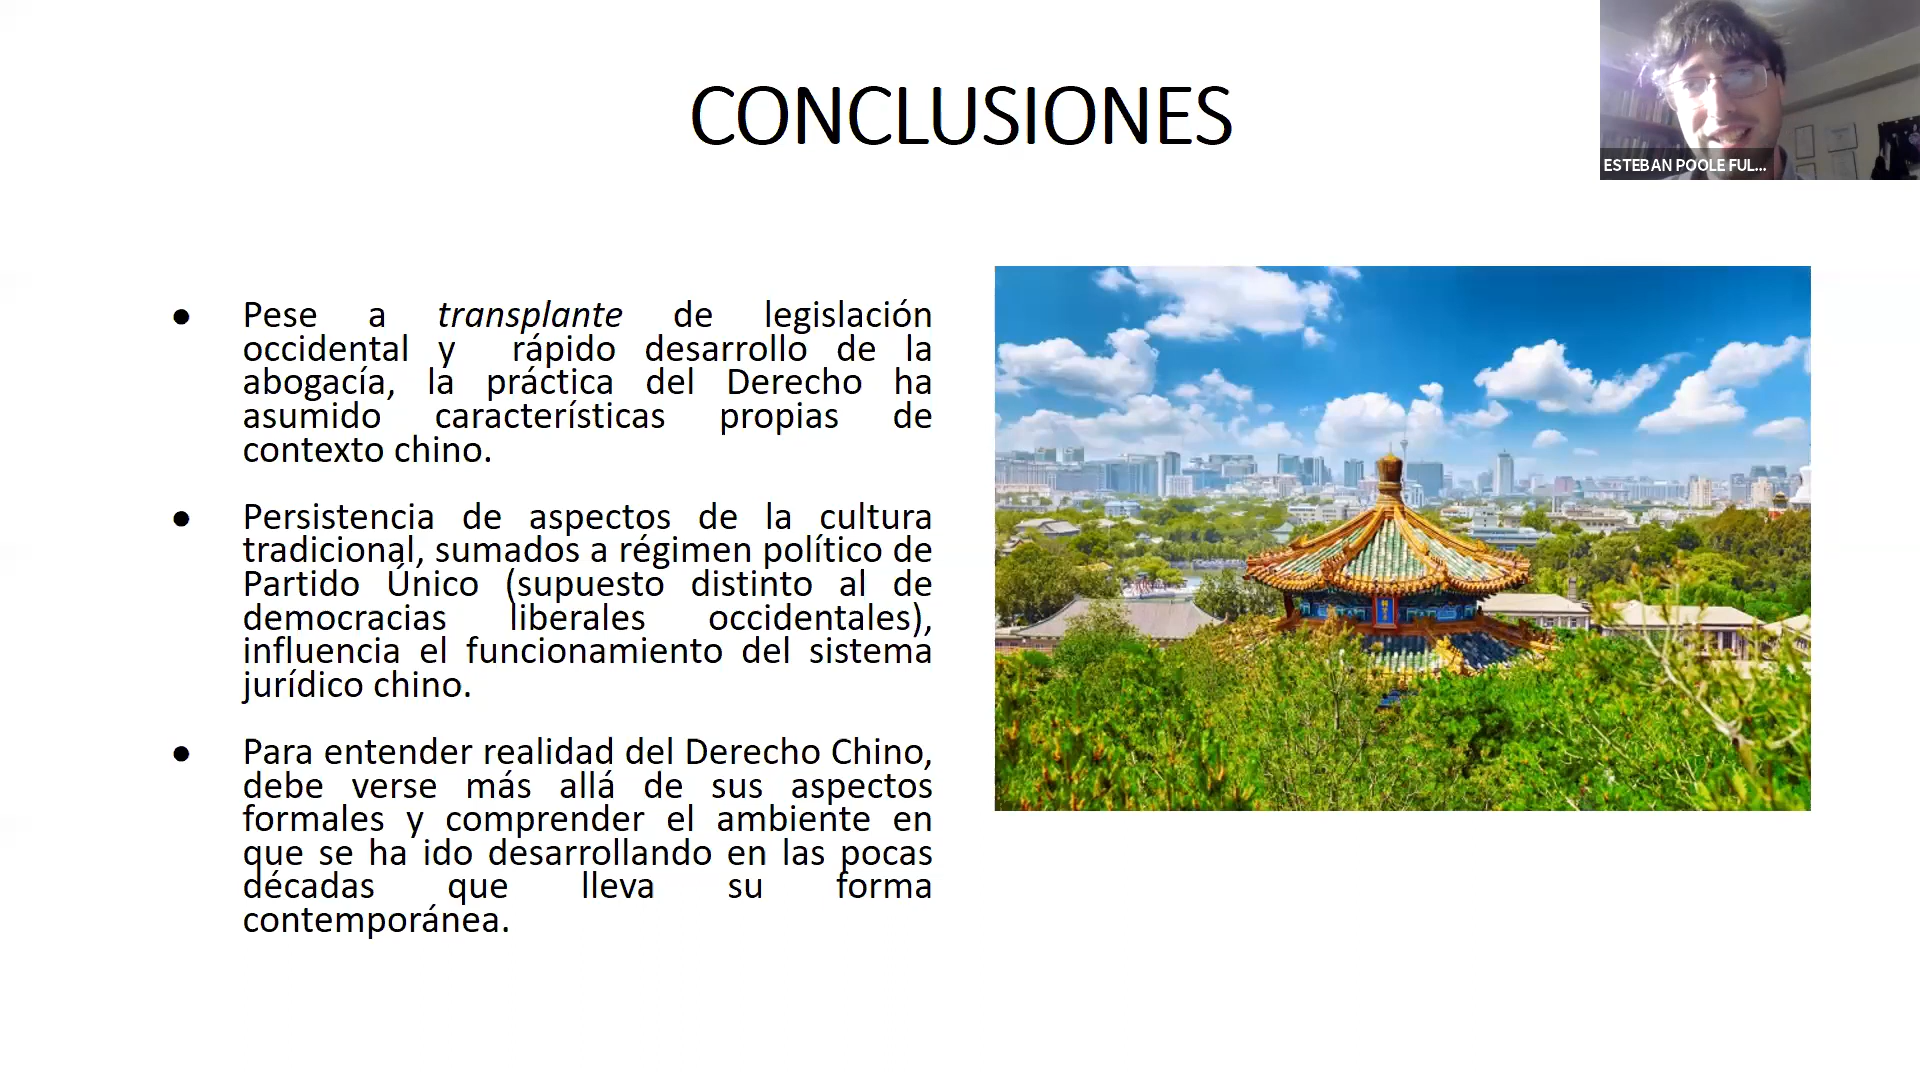 CONCLUSIONES
ESTEBAN POOLE FUL...
● Pese a transplante de legislación
occidental y rápido desarrollo de la
abogacía, la práctica del Derecho ha
asumido características propias de
contexto chino.
● Persistencia de aspectos de la cultura
tradicional, sumados a régimen político de
Partido Único (supuesto distinto al de
democracias liberales occidentales),
influencia el funcionamiento del sistema
jurídico chino.
● Para entender realidad del Derecho Chino,
debe verse más allá de sus aspectos
formales y comprender el ambiente en
que se ha ido desarrollando en las pocas
décadas que lleva su forma
contemporánea.